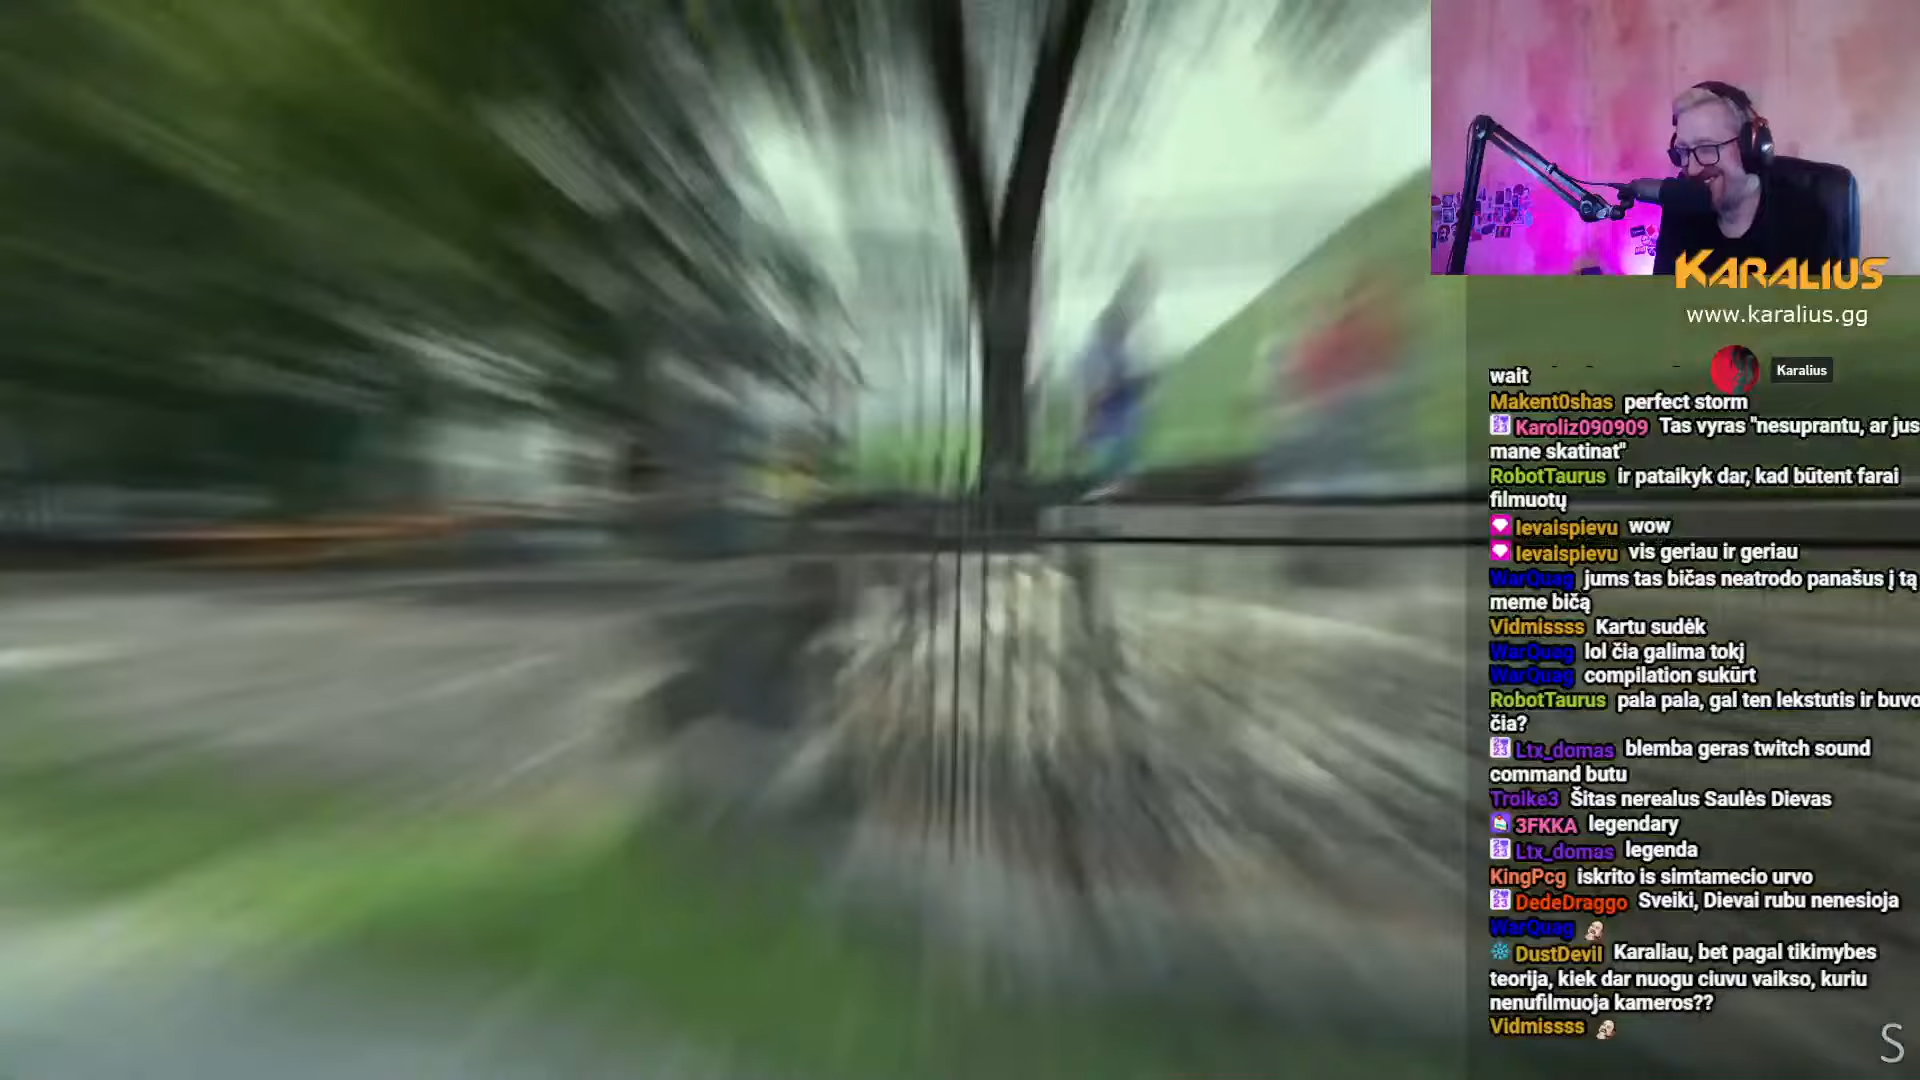 KARALIUS
www.karalius.gg
Karalius
wait
Makent0shas perfect storm
Karoliz090909 Tas vyras "nesuprantu, ar jus
mane skatinat"
RobotTaurus ir pataikyk dar, kad būtent farai
filmuotų
Ievaispievu wow
Ievaispievu vis geriau ir geriau
WarQuag jums tas bičas neatrodo panašus į tą
meme bičą
Vidmissss Kartu sudėk
WarQuag lol čia galima tokį
WarQuag compilation sukūrt
RobotTaurus pala pala, gal ten lekstutis ir buvo
čia?
Ltx_domas blemba geras twitch sound
command butu
Troike3 Šitas nerealus Saulės Dievas
3FKKA legendary
Ltx_domas legenda
KingPcg iskrito is simtamecio urvo
DedeDraggo Sveiki, Dievai rubu nenesioja
WarQuag
DustDevil Karaliau, bet pagal tikimybes
teorija, kiek dar nuogu ciuvu vaikso, kuriu
nenufilmuoja kameros??
Vidmissss
S